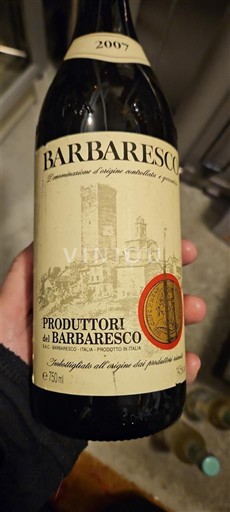 2007
BARBARESCO
Denominazione d'origine controllata e garantita
VINTED
PRODUTTORI
del BARBARESCO
S.A.C. - BARBARESCO - ITALIA - PRODOTTO IN ITALIA
Imbottigliato all'origine dai produttori
e 750 ml